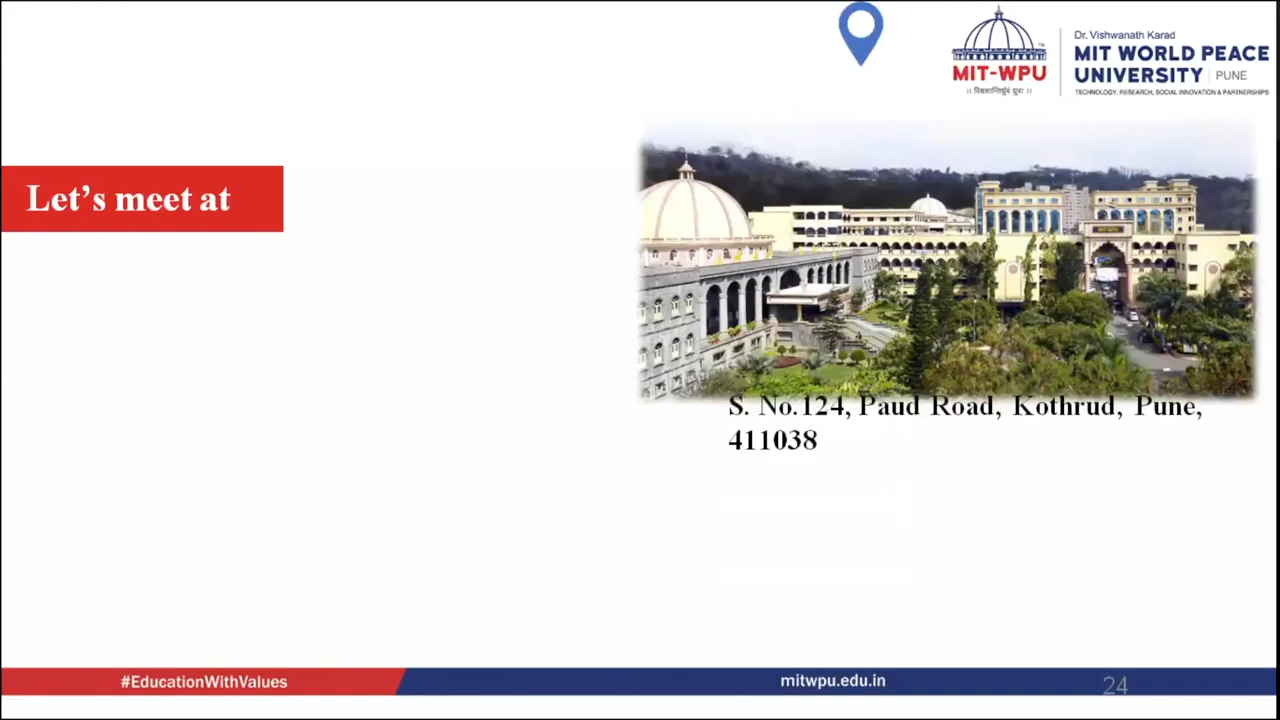 Dr. Vishwanath Karad
MIT WORLD PEACE
UNIVERSITY | PUNE
TECHNOLOGY, RESEARCH, SOCIAL INNOVATION & PARTNERSHIPS
MIT-WPU
TM
Let's meet at
S. No.124, Paud Road, Kothrud, Pune,
411038
#EducationWithValues
mitwpu.edu.in
24